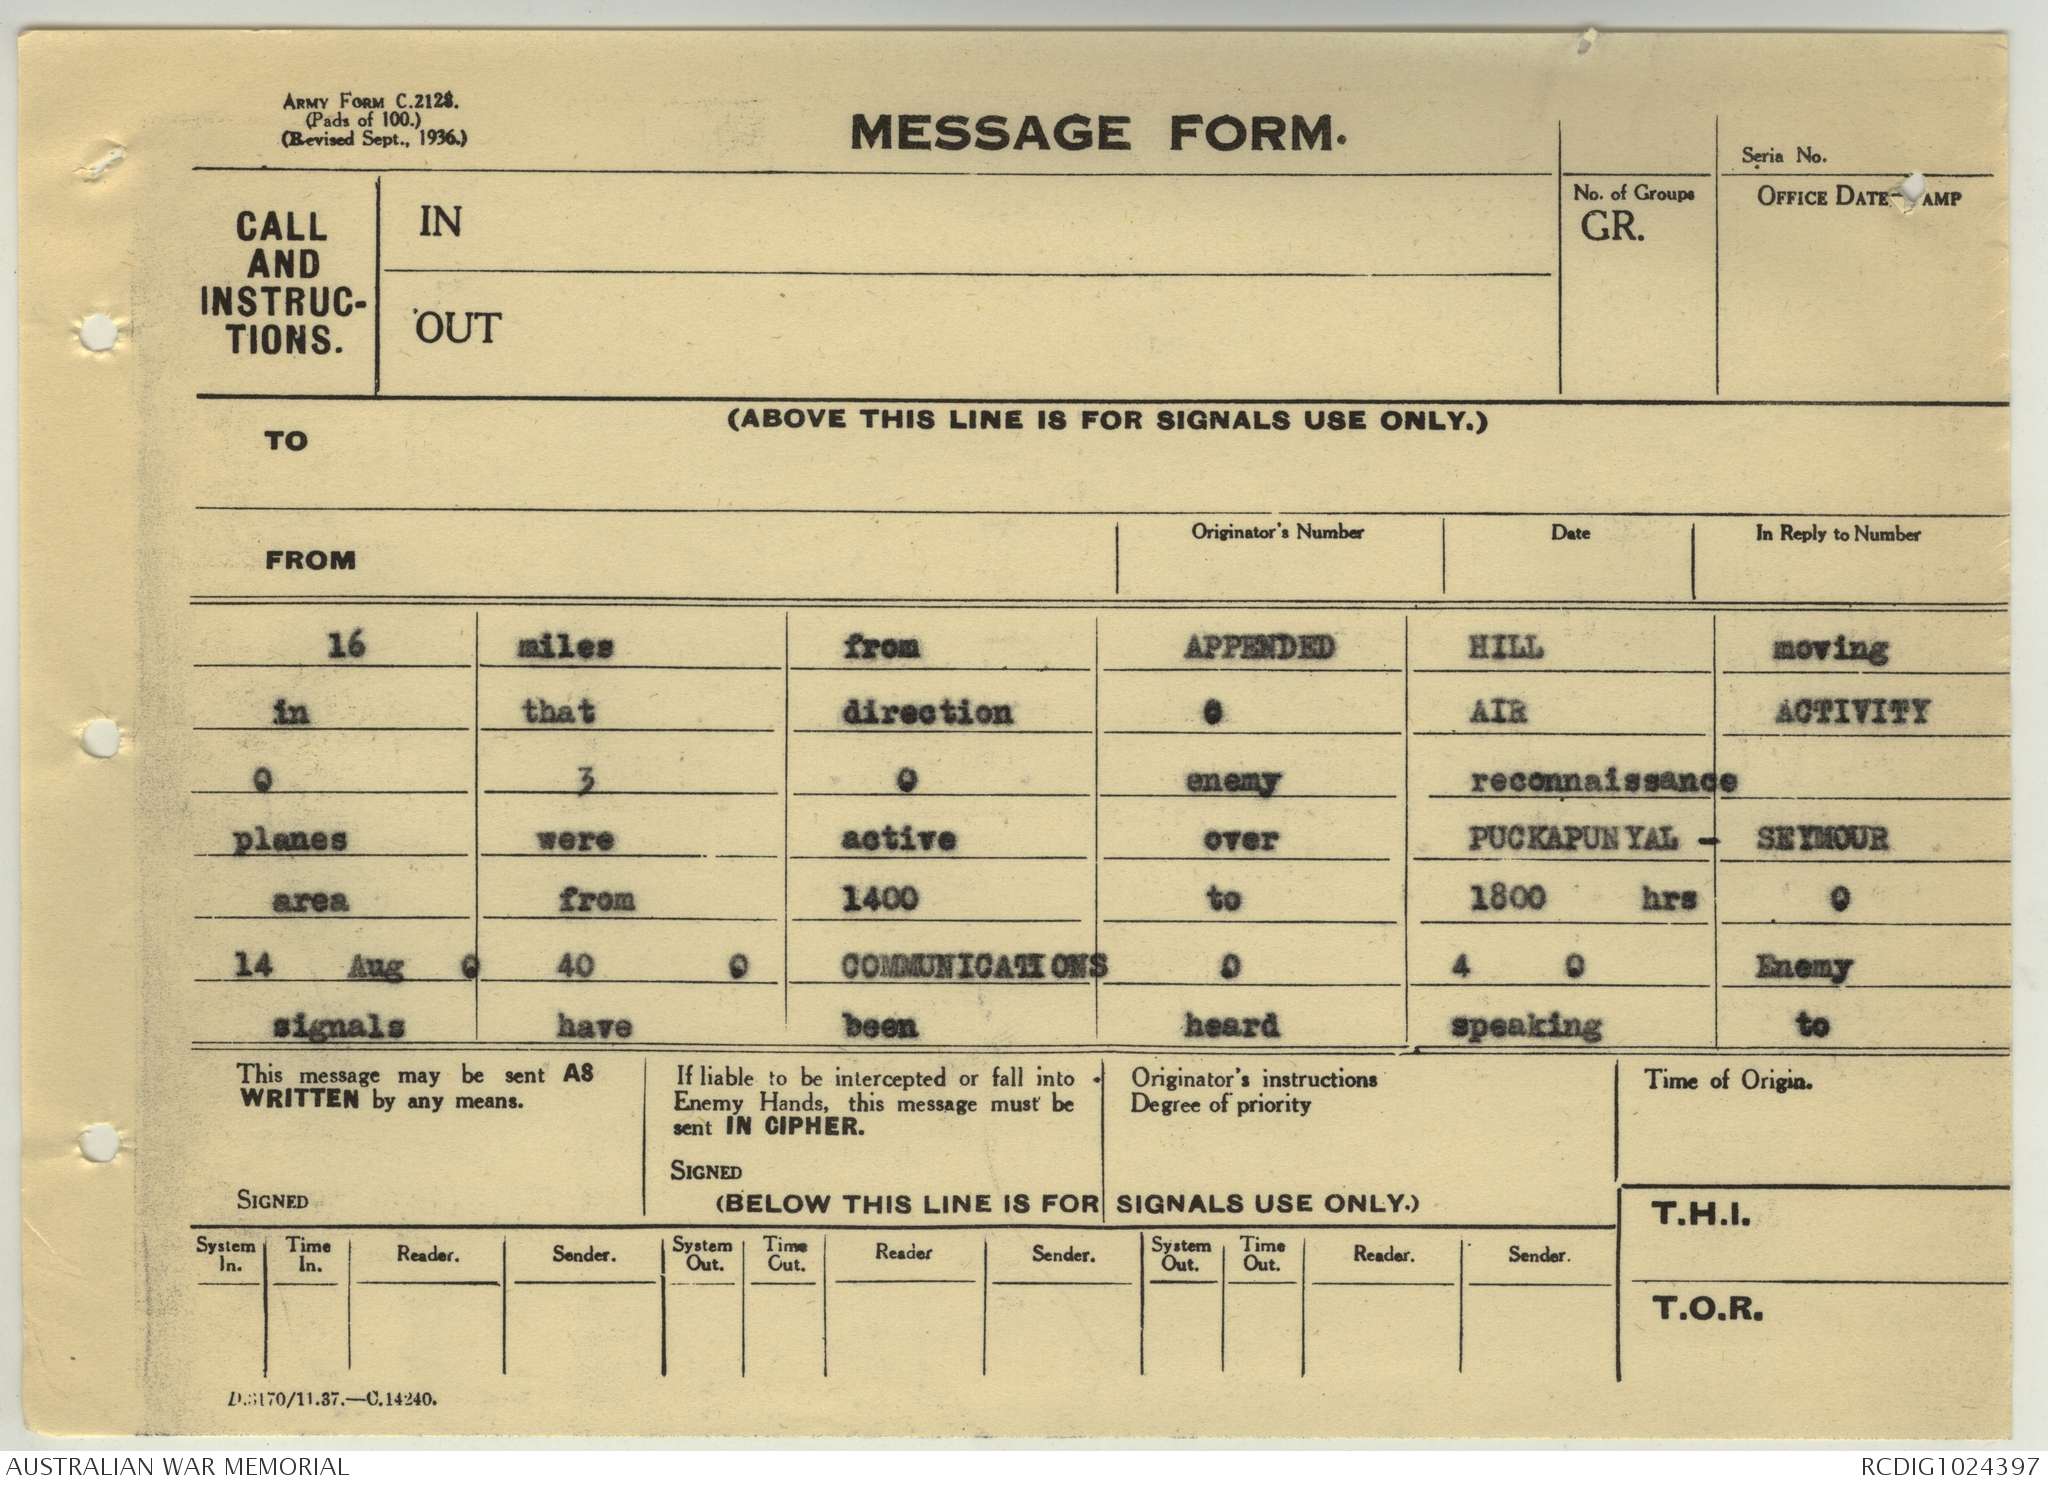 ARMY FORM C.2128.
(Pads of 100.)
(Revised Sept., 1936.)
MESSAGE FORM.
Seria No.
CALL
AND
INSTRUC-
TIONS.
IN
OUT
No. of Groups
GR.
OFFICE DATE- AMP
(ABOVE THIS LINE IS FOR SIGNALS USE ONLY.)
TO
FROM
Originator's Number
Date
In Reply to Number
16 miles from APPENDED HILL moving
in that direction 0 AIR ACTIVITY
0 3 0 enemy reconnaissance
planes were active over PUCKAPUNYAL - SEYMOUR
area from 1400 to 1800 hrs 0
14 Aug 0 40 0 COMMUNICATIONS 0 4 0 Enemy
signals have been heard speaking to
This message may be sent AS
WRITTEN by any means.
SIGNED
If liable to be intercepted or fall into
Enemy Hands, this message must be
sent IN CIPHER.
SIGNED
Originator's instructions
Degree of priority
Time of Origin.
(BELOW THIS LINE IS FOR SIGNALS USE ONLY.)
T.H.I.
System In. Time In. Reader. Sender. System Out. Time Out. Reader Sender. System Out. Time Out. Reader. Sender.
T.O.R.
/11.37.—C.14240.
AUSTRALIAN WAR MEMORIAL
RCDIG1024397